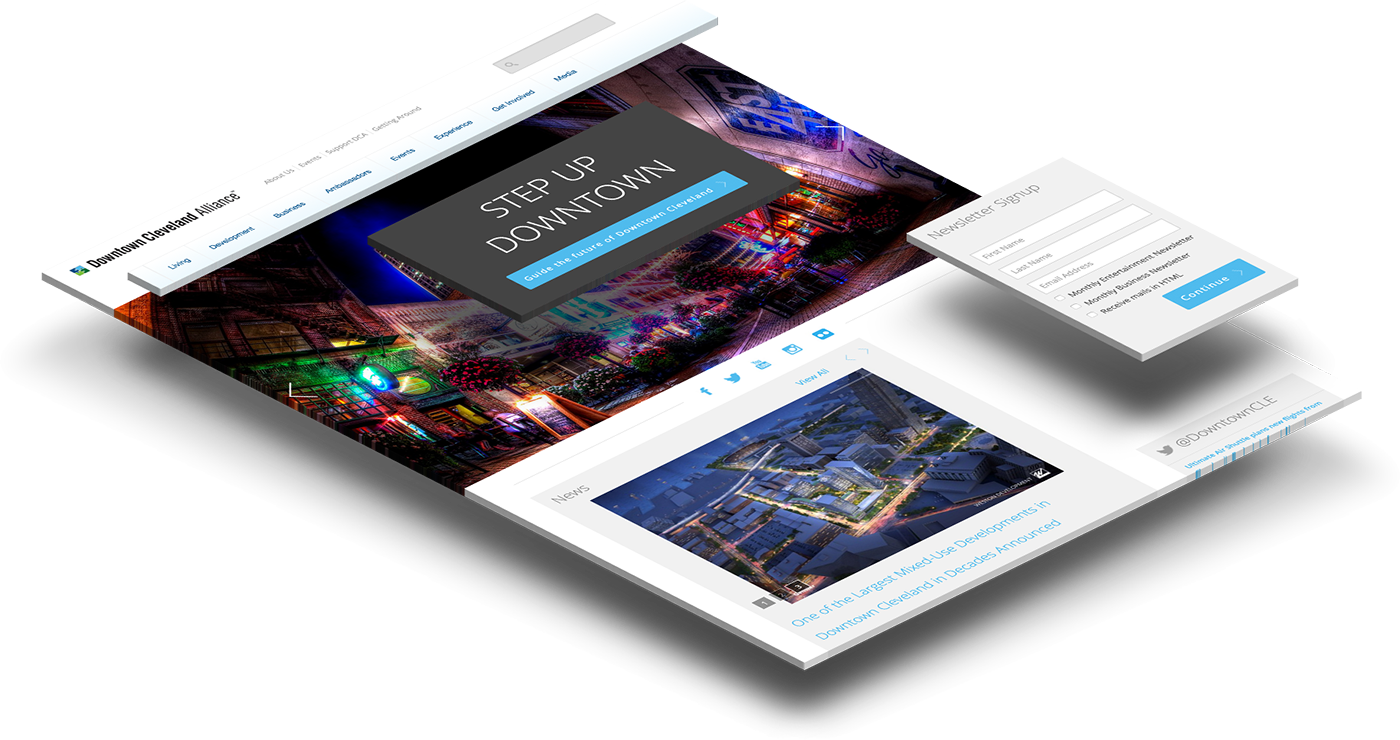 About Us Events Support DCA Getting Around
Downtown Cleveland Alliance™
Living Development Business Ambassadors Events Experience Get Involved Media
EAST
STEP UP
DOWNTOWN
Guide the future of Downtown Cleveland
Newsletter Signup
First Name
Last Name
Email Address
Monthly Entertainment Newsletter
Monthly Business Newsletter
Receive mails in HTML
Continue
News
View All
1 3
One of the Largest Mixed-Use Developments in
Downtown Cleveland in Decades Announced
@DowntownCLE
Ultimate Air Shuttle plans new flights from